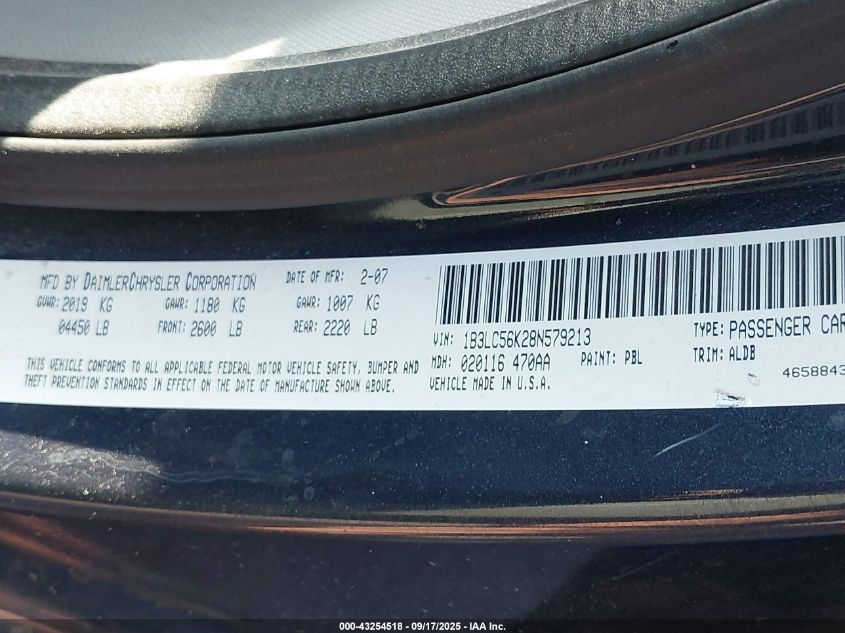 MFD BY DAIMLERCHRYSLER CORPORATION DATE OF MFR: 2-07
GVWR: 2019 KG GAWR: 1180 KG GAWR: 1007 KG
04450 LB FRONT: 2600 LB REAR: 2220 LB
THIS VEHICLE CONFORMS TO ALL APPLICABLE FEDERAL MOTOR VEHICLE SAFETY, BUMPER AND
THEFT PREVENTION STANDARDS IN EFFECT ON THE DATE OF MANUFACTURE SHOWN ABOVE.
VIN: 1B3LC56K28N579213 TYPE: PASSENGER CAR
MDH: 020116 470AA PAINT: PBL TRIM: ALDB
VEHICLE MADE IN U.S.A. 4658843
000-43254518 - 09/17/2025 - IAA Inc.